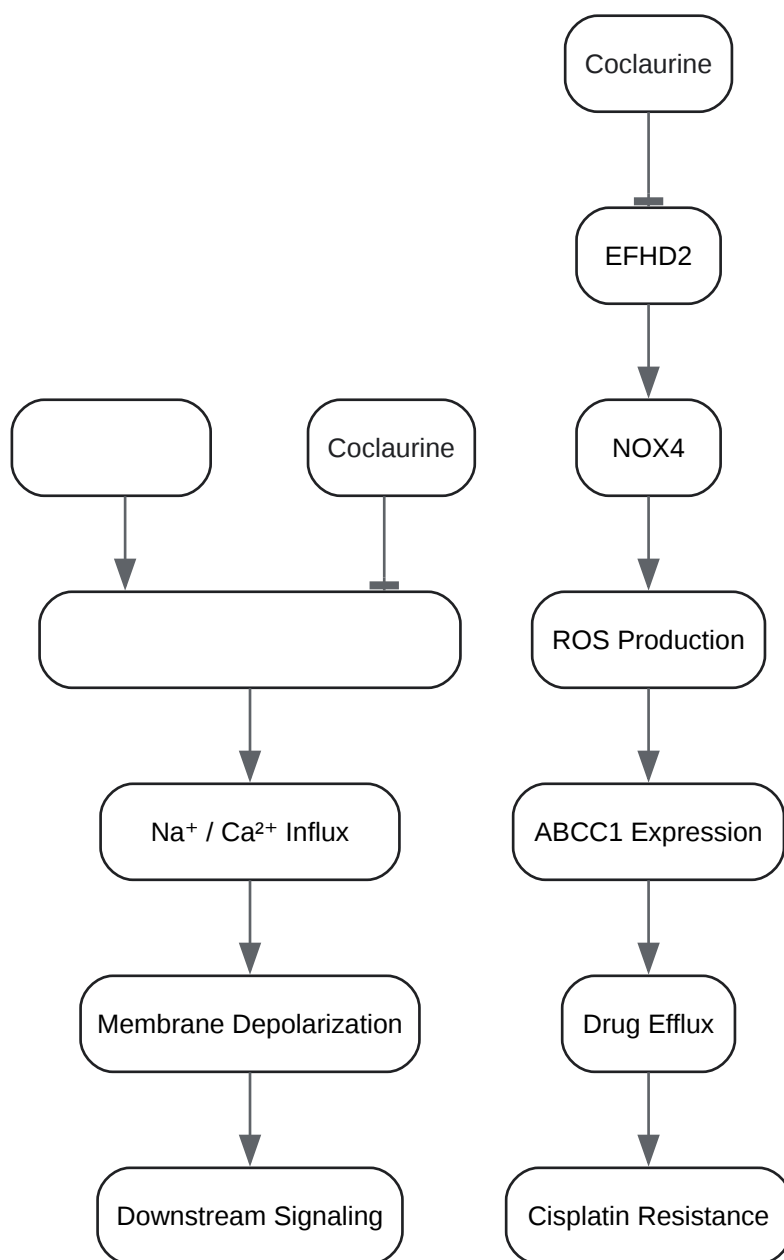 Coclaurine
EFHD2
Coclaurine
NOX4
ROS Production
Na⁺ / Ca²⁺ Influx
ABCC1 Expression
Membrane Depolarization
Drug Efflux
Downstream Signaling
Cisplatin Resistance